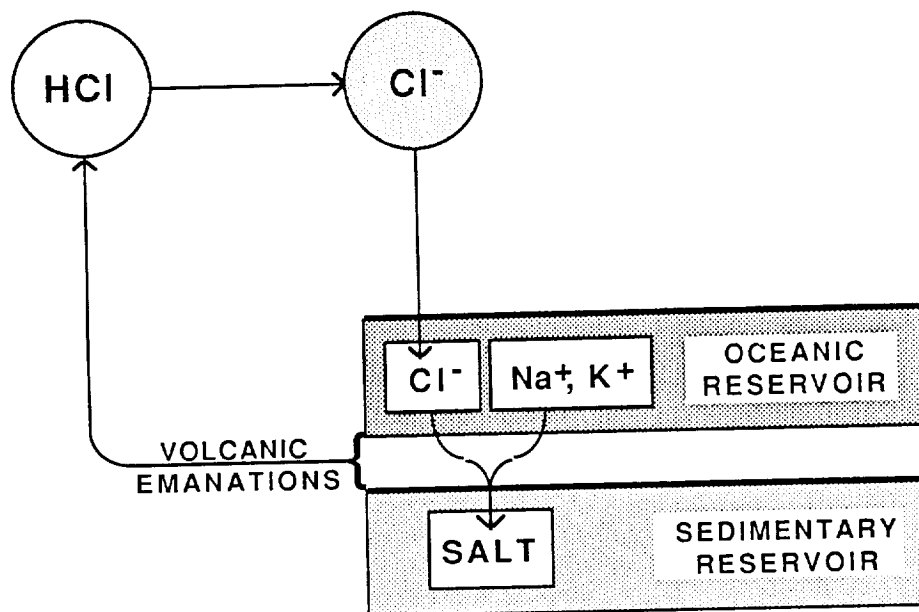 HCl
Cl⁻
Cl⁻
Na⁺, K⁺
OCEANIC
RESERVOIR
VOLCANIC
EMANATIONS
SALT
SEDIMENTARY
RESERVOIR